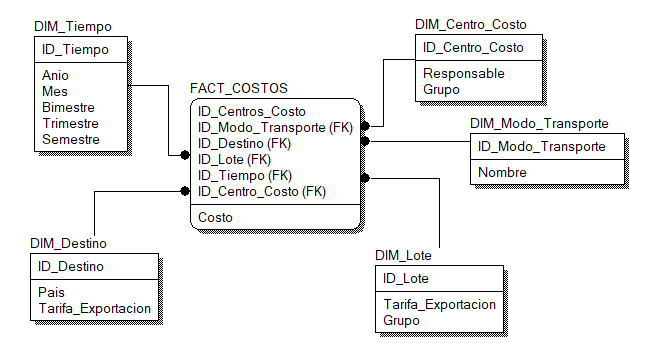 DIM_Tiempo
ID_Tiempo
Anio
Mes
Bimestre
Trimestre
Semestre
FACT_COSTOS
ID_Centros_Costo
ID_Modo_Transporte (FK)
ID_Destino (FK)
ID_Lote (FK)
ID_Tiempo (FK)
ID_Centro_Costo (FK)
Costo
DIM_Centro_Costo
ID_Centro_Costo
Responsable
Grupo
DIM_Modo_Transporte
ID_Modo_Transporte
Nombre
DIM_Destino
ID_Destino
Pais
Tarifa_Exportacion
DIM_Lote
ID_Lote
Tarifa_Exportacion
Grupo